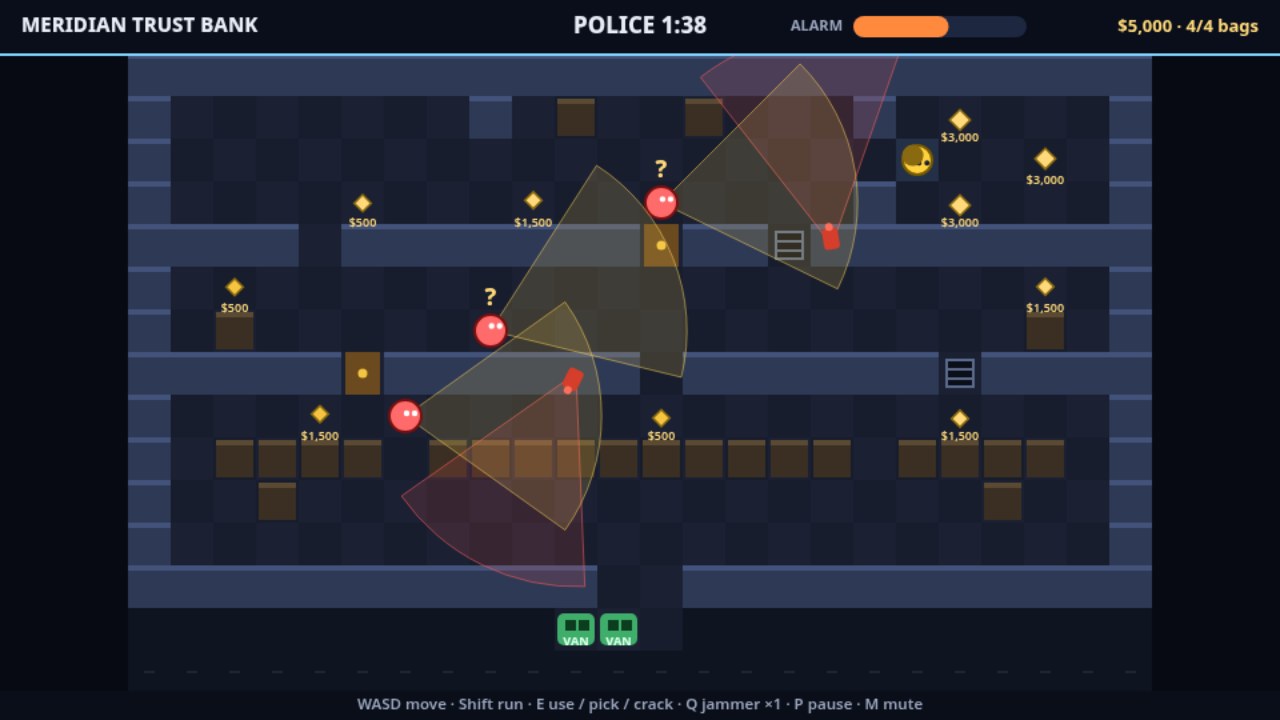 MERIDIAN TRUST BANK
POLICE 1:38
ALARM
$5,000 · 4/4 bags
$3,000
?
$3,000
$500
$1,500
$3,000
?
$500
$1,500
$1,500
$500
$1,500
VAN
VAN
WASD move · Shift run · E use / pick / crack · Q jammer ×1 · P pause · M mute